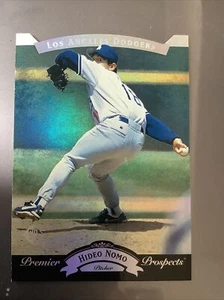 Los Angeles Dodgers
Hideo Nomo
Premier Prospects
Pitcher